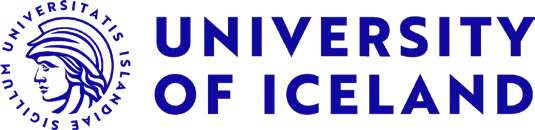 UNIVERSITATIS ISLANDIAE SIGILLUM
UNIVERSITY
OF ICELAND